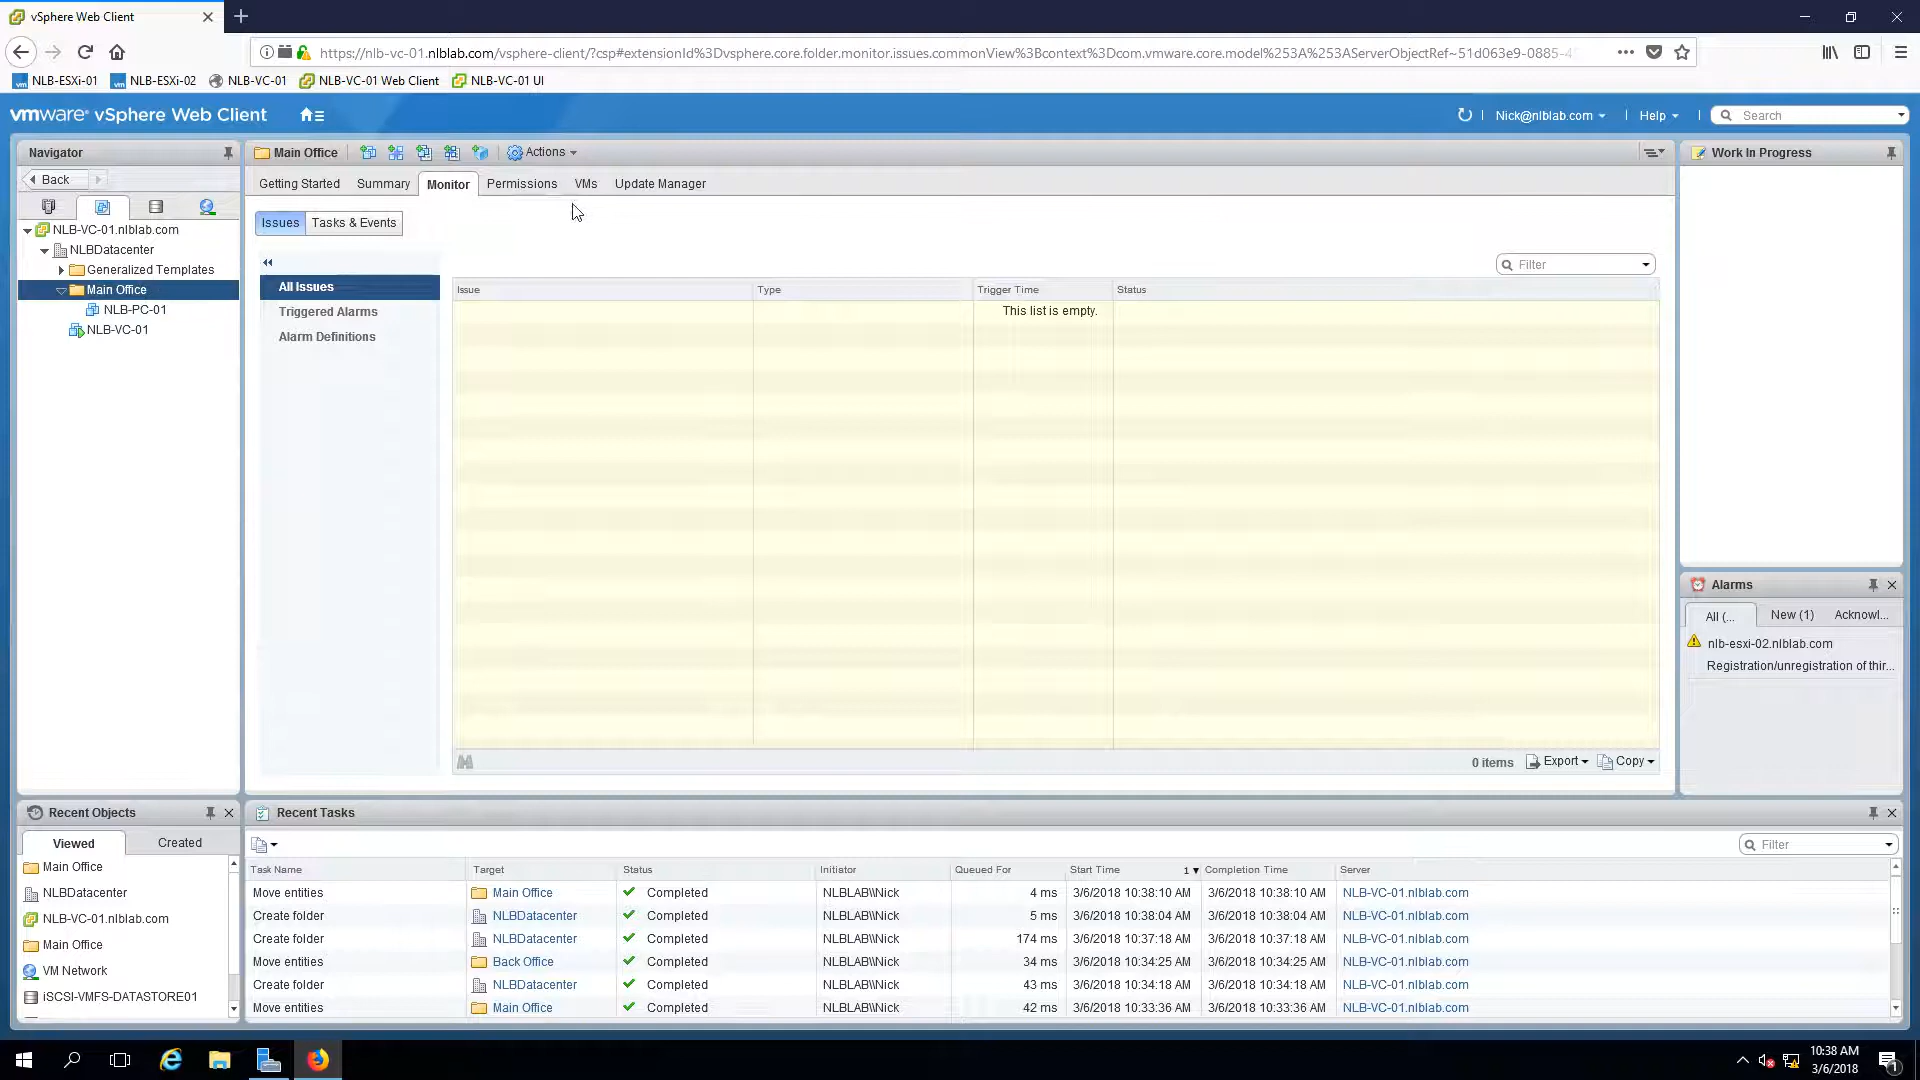 vSphere Web Client
https://nlb-vc-01.nlblab.com/vsphere-client/?csp#extensionId%3Dvsphere.core.folder.monitor.issues.commonView%3Bcontext%3Dcom.vmware.core.model%253A%253AServerObjectRef~51d063e9-0885-4
NLB-ESXi-01 NLB-ESXi-02 NLB-VC-01 NLB-VC-01 Web Client NLB-VC-01 UI
vmware vSphere Web Client Nick@nlblab.com Help Search
Navigator
Back
NLB-VC-01.nlblab.com
NLBDatacenter
Generalized Templates
Main Office
NLB-PC-01
NLB-VC-01
Main Office Actions
Getting Started Summary Monitor Permissions VMs Update Manager
Issues Tasks & Events
Filter
All Issues
Triggered Alarms
Alarm Definitions
Issue Type Trigger Time Status
This list is empty.
0 items Export Copy
Work In Progress
Alarms
All (... New (1) Acknowl...
nlb-esxi-02.nlblab.com
Registration/unregistration of thir...
Recent Objects
Viewed Created
Main Office
NLBDatacenter
NLB-VC-01.nlblab.com
Main Office
VM Network
iSCSI-VMFS-DATASTORE01
Recent Tasks
Filter
Task Name Target Status Initiator Queued For Start Time 1 Completion Time Server
Move entities Main Office Completed NLBLAB\\Nick 4 ms 3/6/2018 10:38:10 AM 3/6/2018 10:38:10 AM NLB-VC-01.nlblab.com
Create folder NLBDatacenter Completed NLBLAB\\Nick 5 ms 3/6/2018 10:38:04 AM 3/6/2018 10:38:04 AM NLB-VC-01.nlblab.com
Create folder NLBDatacenter Completed NLBLAB\\Nick 174 ms 3/6/2018 10:37:18 AM 3/6/2018 10:37:18 AM NLB-VC-01.nlblab.com
Move entities Back Office Completed NLBLAB\\Nick 34 ms 3/6/2018 10:34:25 AM 3/6/2018 10:34:25 AM NLB-VC-01.nlblab.com
Create folder NLBDatacenter Completed NLBLAB\\Nick 43 ms 3/6/2018 10:34:18 AM 3/6/2018 10:34:18 AM NLB-VC-01.nlblab.com
Move entities Main Office Completed NLBLAB\\Nick 42 ms 3/6/2018 10:33:36 AM 3/6/2018 10:33:36 AM NLB-VC-01.nlblab.com
10:38 AM
3/6/2018
1